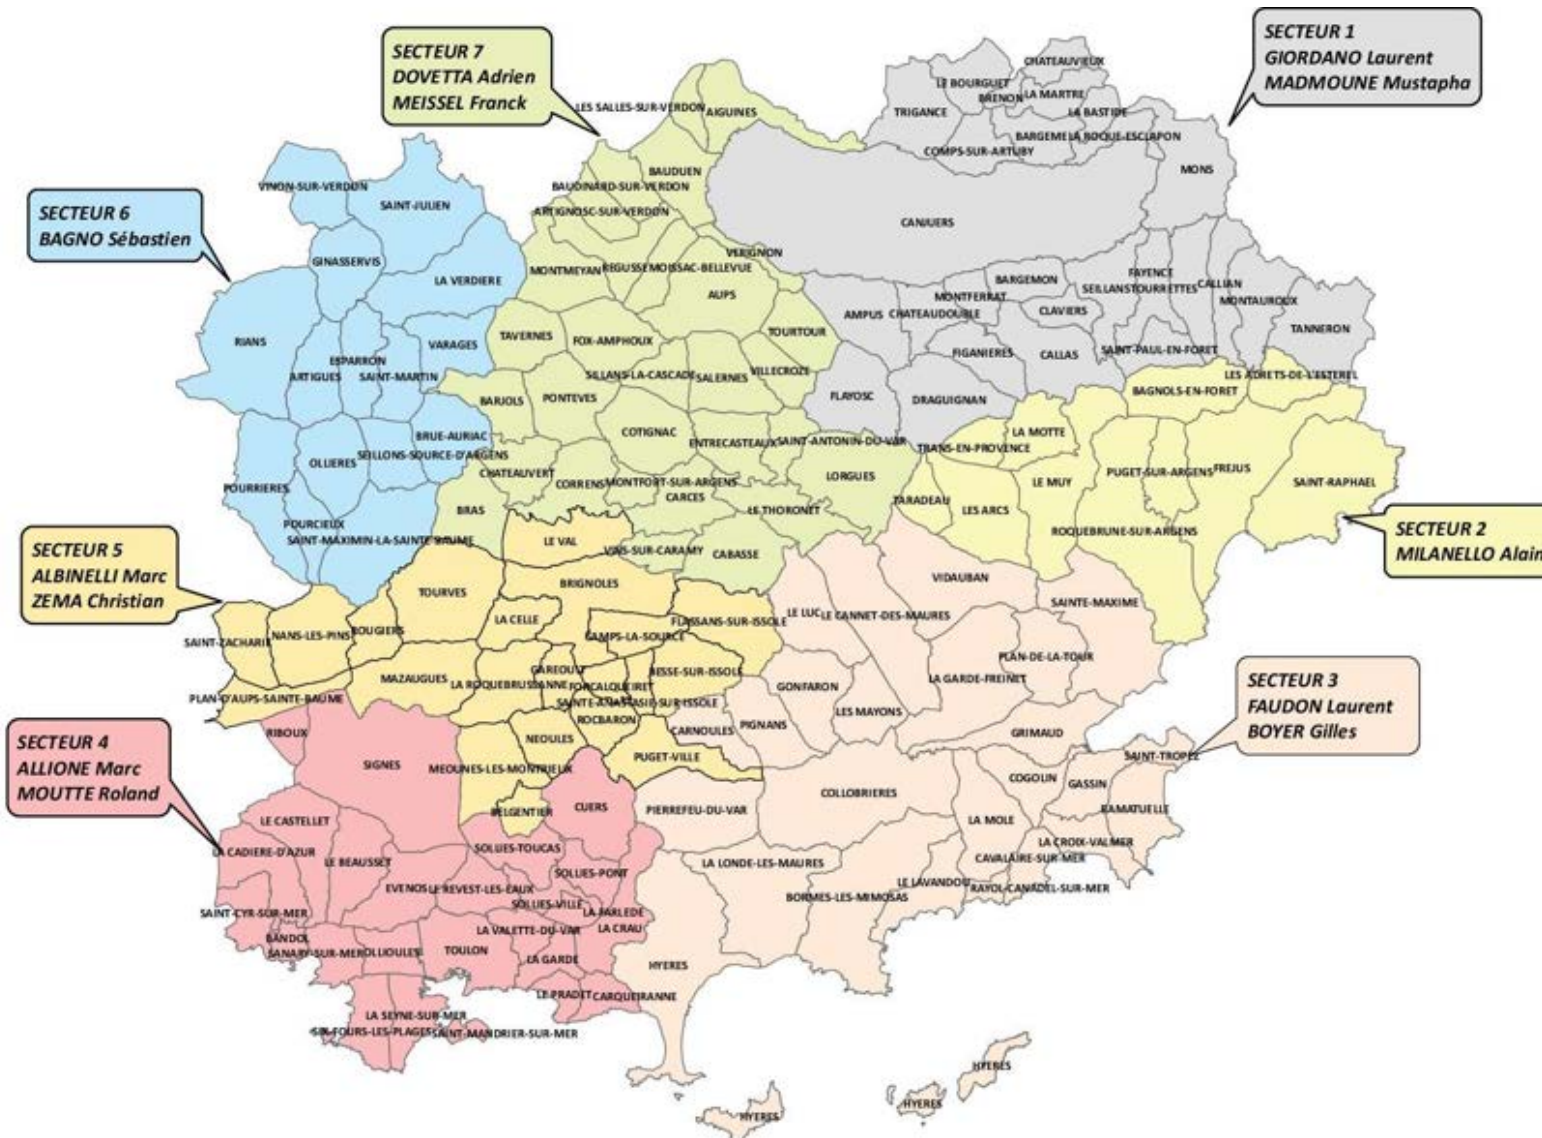 SECTEUR 7
DOVETTA Adrien
MEISSEL Franck
SECTEUR 1
GIORDANO Laurent
MADMOUNE Mustapha
SECTEUR 6
BAGNO Sébastien
SECTEUR 5
ALBINELLI Marc
ZEMA Christian
SECTEUR 2
MILANELLO Alain
SECTEUR 4
ALLIONE Marc
MOUTTE Roland
SECTEUR 3
FAUDON Laurent
BOYER Gilles
CHATEAUVIEUX
LE BOURGUET
BRENON
LA MARTRE
TRIGANCE
LA BASTIDE
BARGEME
LA ROQUE-ESCLAPON
COMPS-SUR-ARTUBY
MONS
CANJUERS
BARGEMON
FAYENCE
SEILLANS
TOURRETTES
CALLIAN
MONTAUROUX
TANNERON
AMPUS
MONTFERRAT
CHATEAUDOUBLE
CLAVIERS
FIGANIERES
CALLAS
SAINT-PAUL-EN-FORET
FLAYOSC
DRAGUIGNAN
LES SALLES-SUR-VERDON
AIGUINES
BAUDUEN
BAUDINARD-SUR-VERDON
ARTIGNOSC-SUR-VERDON
VERIGNON
MONTMEYAN
REGUSSE
MOISSAC-BELLEVUE
AUPS
TAVERNES
FOX-AMPHOUX
TOURTOUR
SILLANS-LA-CASCADE
SALERNES
VILLECROZE
BARJOLS
PONTEVES
COTIGNAC
ENTRECASTEAUX
SAINT-ANTONIN-DU-VAR
CHATEAUVERT
CORRENS
MONTFORT-SUR-ARGENS
CARCES
LORGUES
BRAS
LE THORONET
VINS-SUR-CARAMY
CABASSE
VINON-SUR-VERDON
SAINT-JULIEN
GINASSERVIS
LA VERDIERE
RIANS
ESPARRON
ARTIGUES
SAINT-MARTIN
VARAGES
BRUE-AURIAC
SEILLONS-SOURCE-D'ARGENS
OLLIERES
POURRIERES
POURCIEUX
SAINT-MAXIMIN-LA-SAINTE-BAUME
LES ADRETS-DE-L'ESTEREL
BAGNOLS-EN-FORET
LA MOTTE
TRANS-EN-PROVENCE
LE MUY
PUGET-SUR-ARGENS
FREJUS
SAINT-RAPHAEL
TARADEAU
LES ARCS
ROQUEBRUNE-SUR-ARGENS
LE VAL
TOURVES
BRIGNOLES
LA CELLE
CAMPS-LA-SOURCE
FLASSANS-SUR-ISSOLE
SAINT-ZACHARIE
NANS-LES-PINS
ROUGIERS
MAZAUGUES
LA ROQUEBRUSSANNE
GAREOULT
FORCALQUEIRET
BESSE-SUR-ISSOLE
SAINTE-ANASTASIE-SUR-ISSOLE
PLAN-D'AUPS-SAINTE-BAUME
ROCBARON
CARNOULES
NEOULES
PUGET-VILLE
MEOUNES-LES-MONTRIEUX
BELGENTIER
VIDAUBAN
LE LUC
LE CANNET-DES-MAURES
SAINTE-MAXIME
PLAN-DE-LA-TOUR
LA GARDE-FREINET
GONFARON
LES MAYONS
PIGNANS
GRIMAUD
SAINT-TROPEZ
COGOLIN
GASSIN
RAMATUELLE
COLLOBRIERES
PIERREFEU-DU-VAR
LA MOLE
LA CROIX-VALMER
CAVALAIRE-SUR-MER
LA LONDE-LES-MAURES
LE LAVANDOU
RAYOL-CANADEL-SUR-MER
BORMES-LES-MIMOSAS
HYERES
HYERES
HYERES
HYERES
RIBOUX
SIGNES
CUERS
LE CASTELLET
LA CADIERE-D'AZUR
LE BEAUSSET
SOLLIES-TOUCAS
SOLLIES-PONT
EVENOS
LE REVEST-LES-EAUX
SOLLIES-VILLE
LA FARLEDE
SAINT-CYR-SUR-MER
LA CRAU
BANDOL
SANARY-SUR-MER
OLLIOULES
TOULON
LA VALETTE-DU-VAR
LA GARDE
LE PRADET
CARQUEIRANNE
LA SEYNE-SUR-MER
SIX-FOURS-LES-PLAGES
SAINT-MANDRIER-SUR-MER